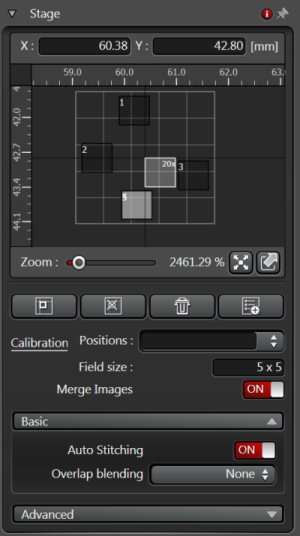 Stage
X : 60.38 Y : 42.80 [mm]
59.0 60.0 61.0 62.0 63.0
42.0
42.7
43.4
44.1
1
2
20x 3
5
Zoom : 2461.29 %
Calibration Positions :
Field size : 5 x 5
Merge Images ON
Basic
Auto Stitching ON
Overlap blending None
Advanced